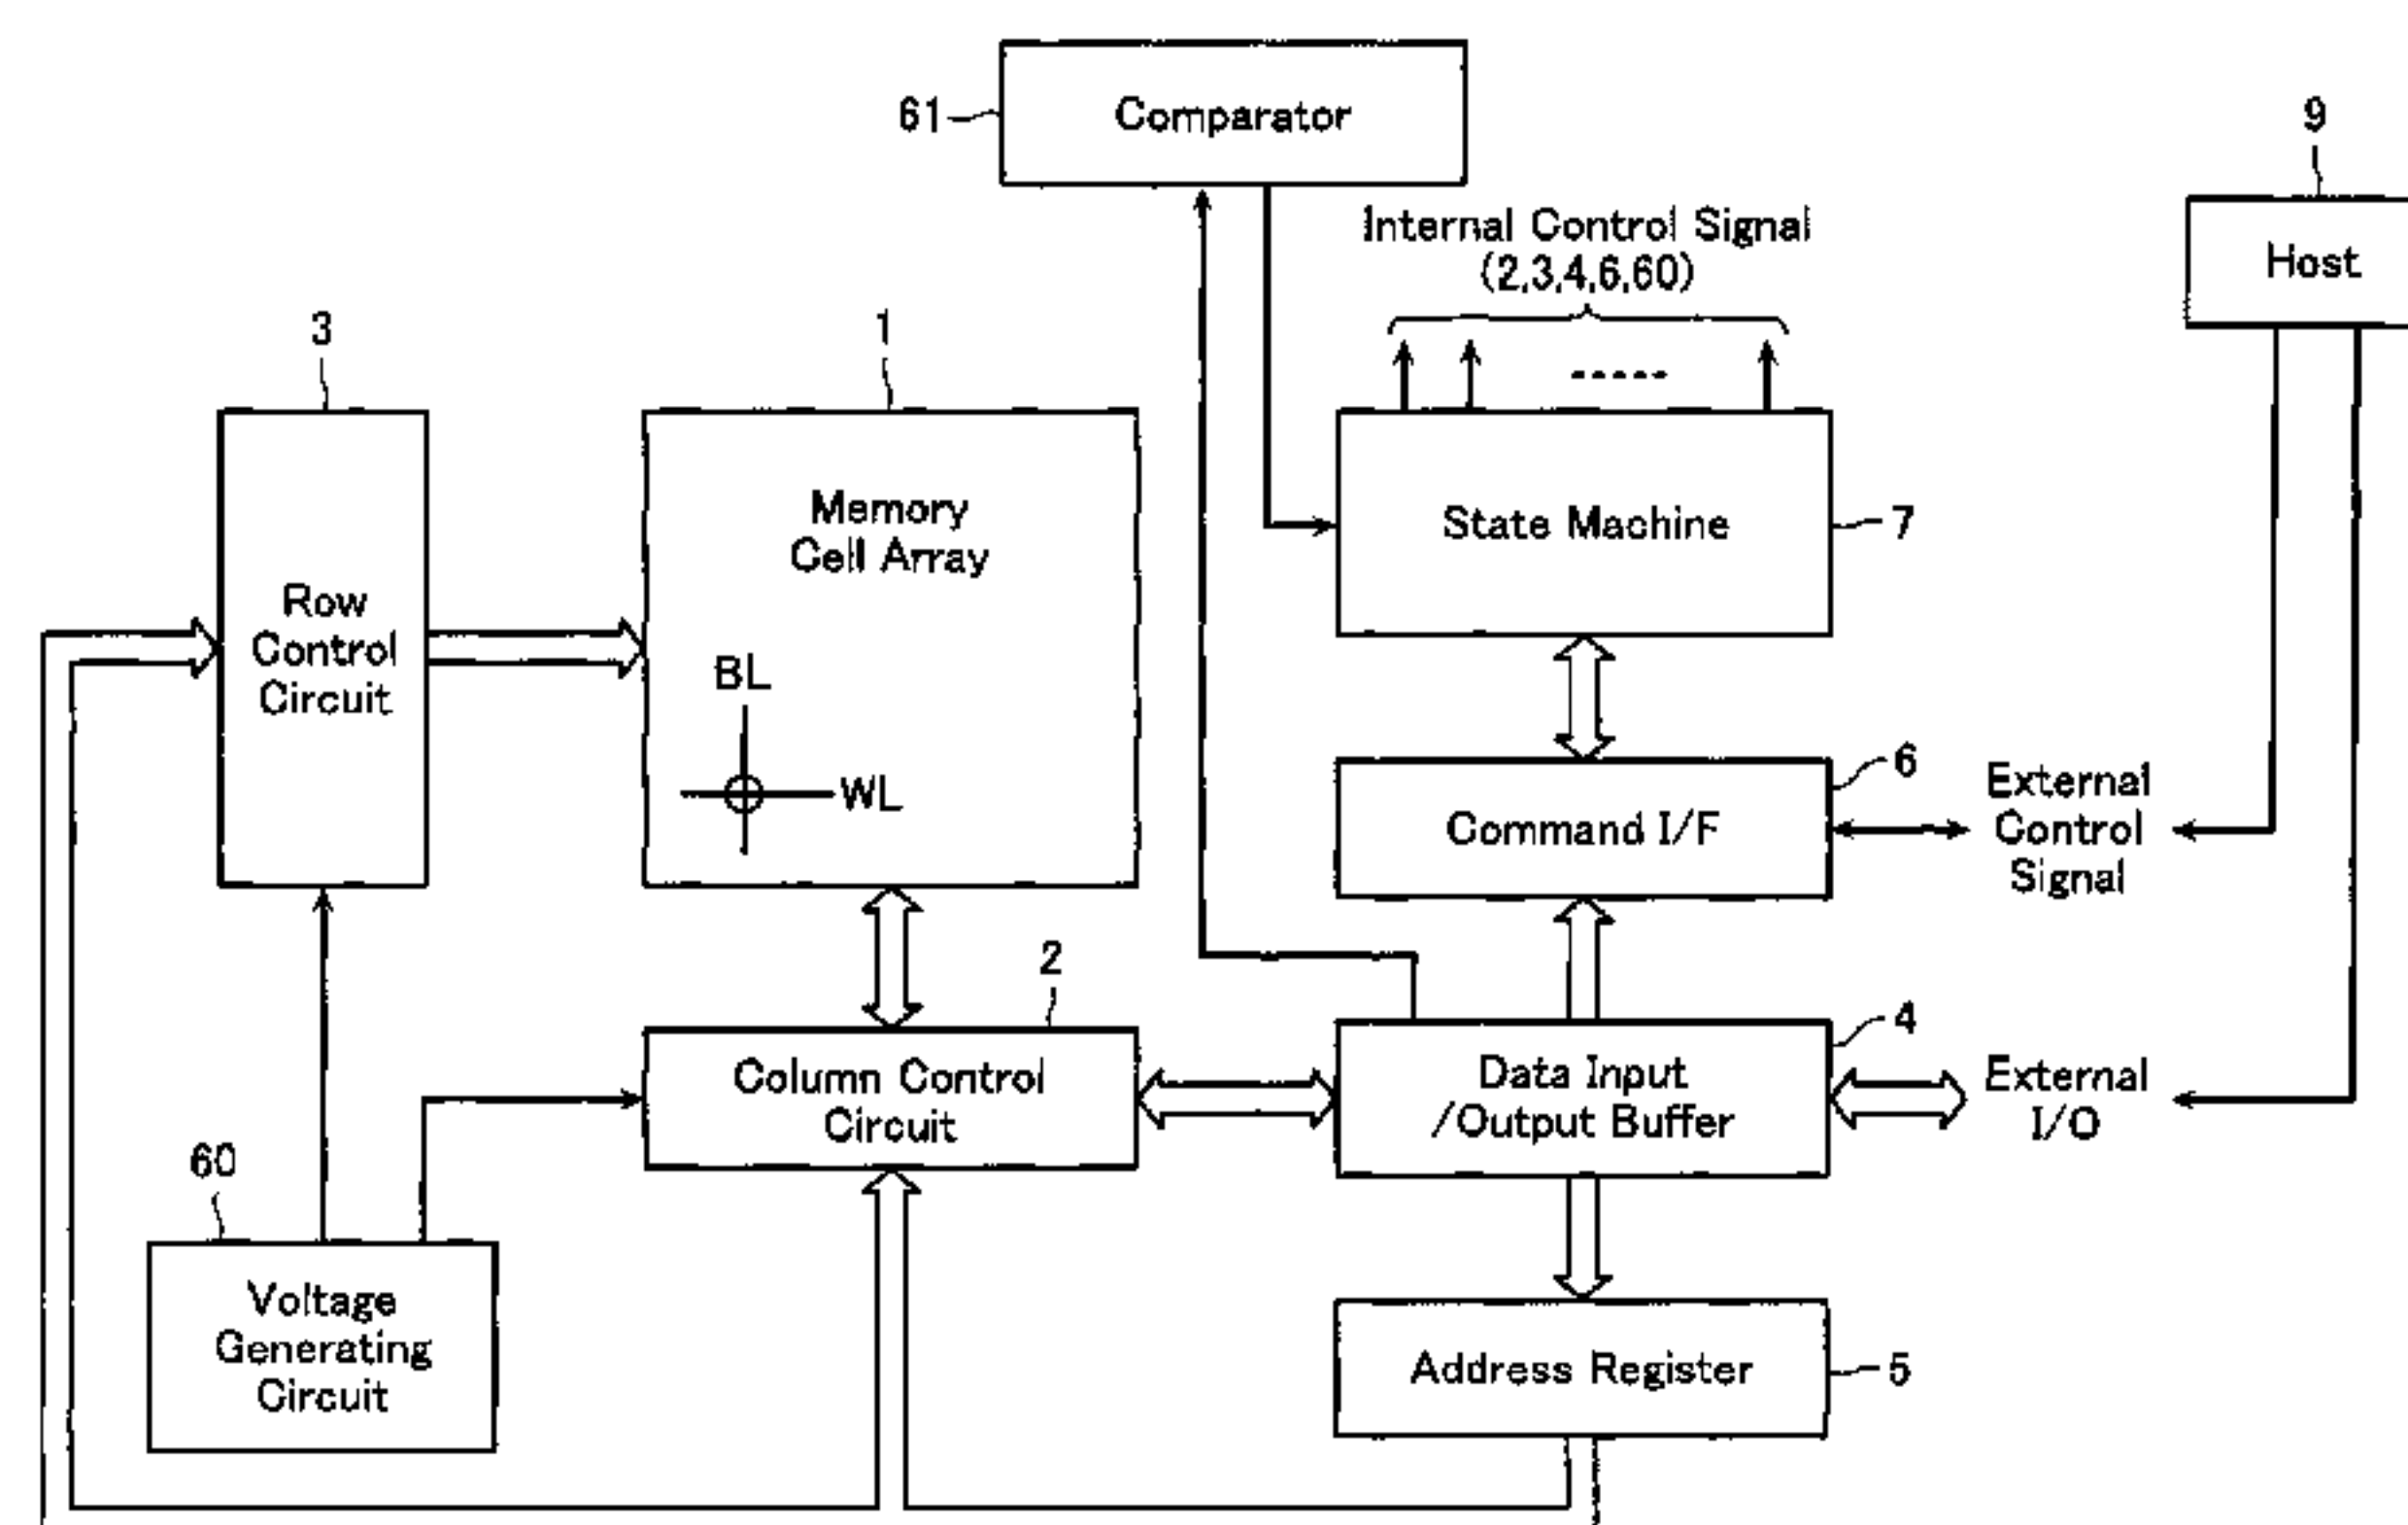 61
Comparator
9
Host
Internal Control Signal
(2,3,4,6,60)
3
1
Memory
Cell Array
State Machine
7
Row
Control
Circuit
BL
WL
6
Command I/F
External
Control
Signal
2
Column Control
Circuit
4
Data Input
/Output Buffer
External
I/O
60
Voltage
Generating
Circuit
Address Register
5